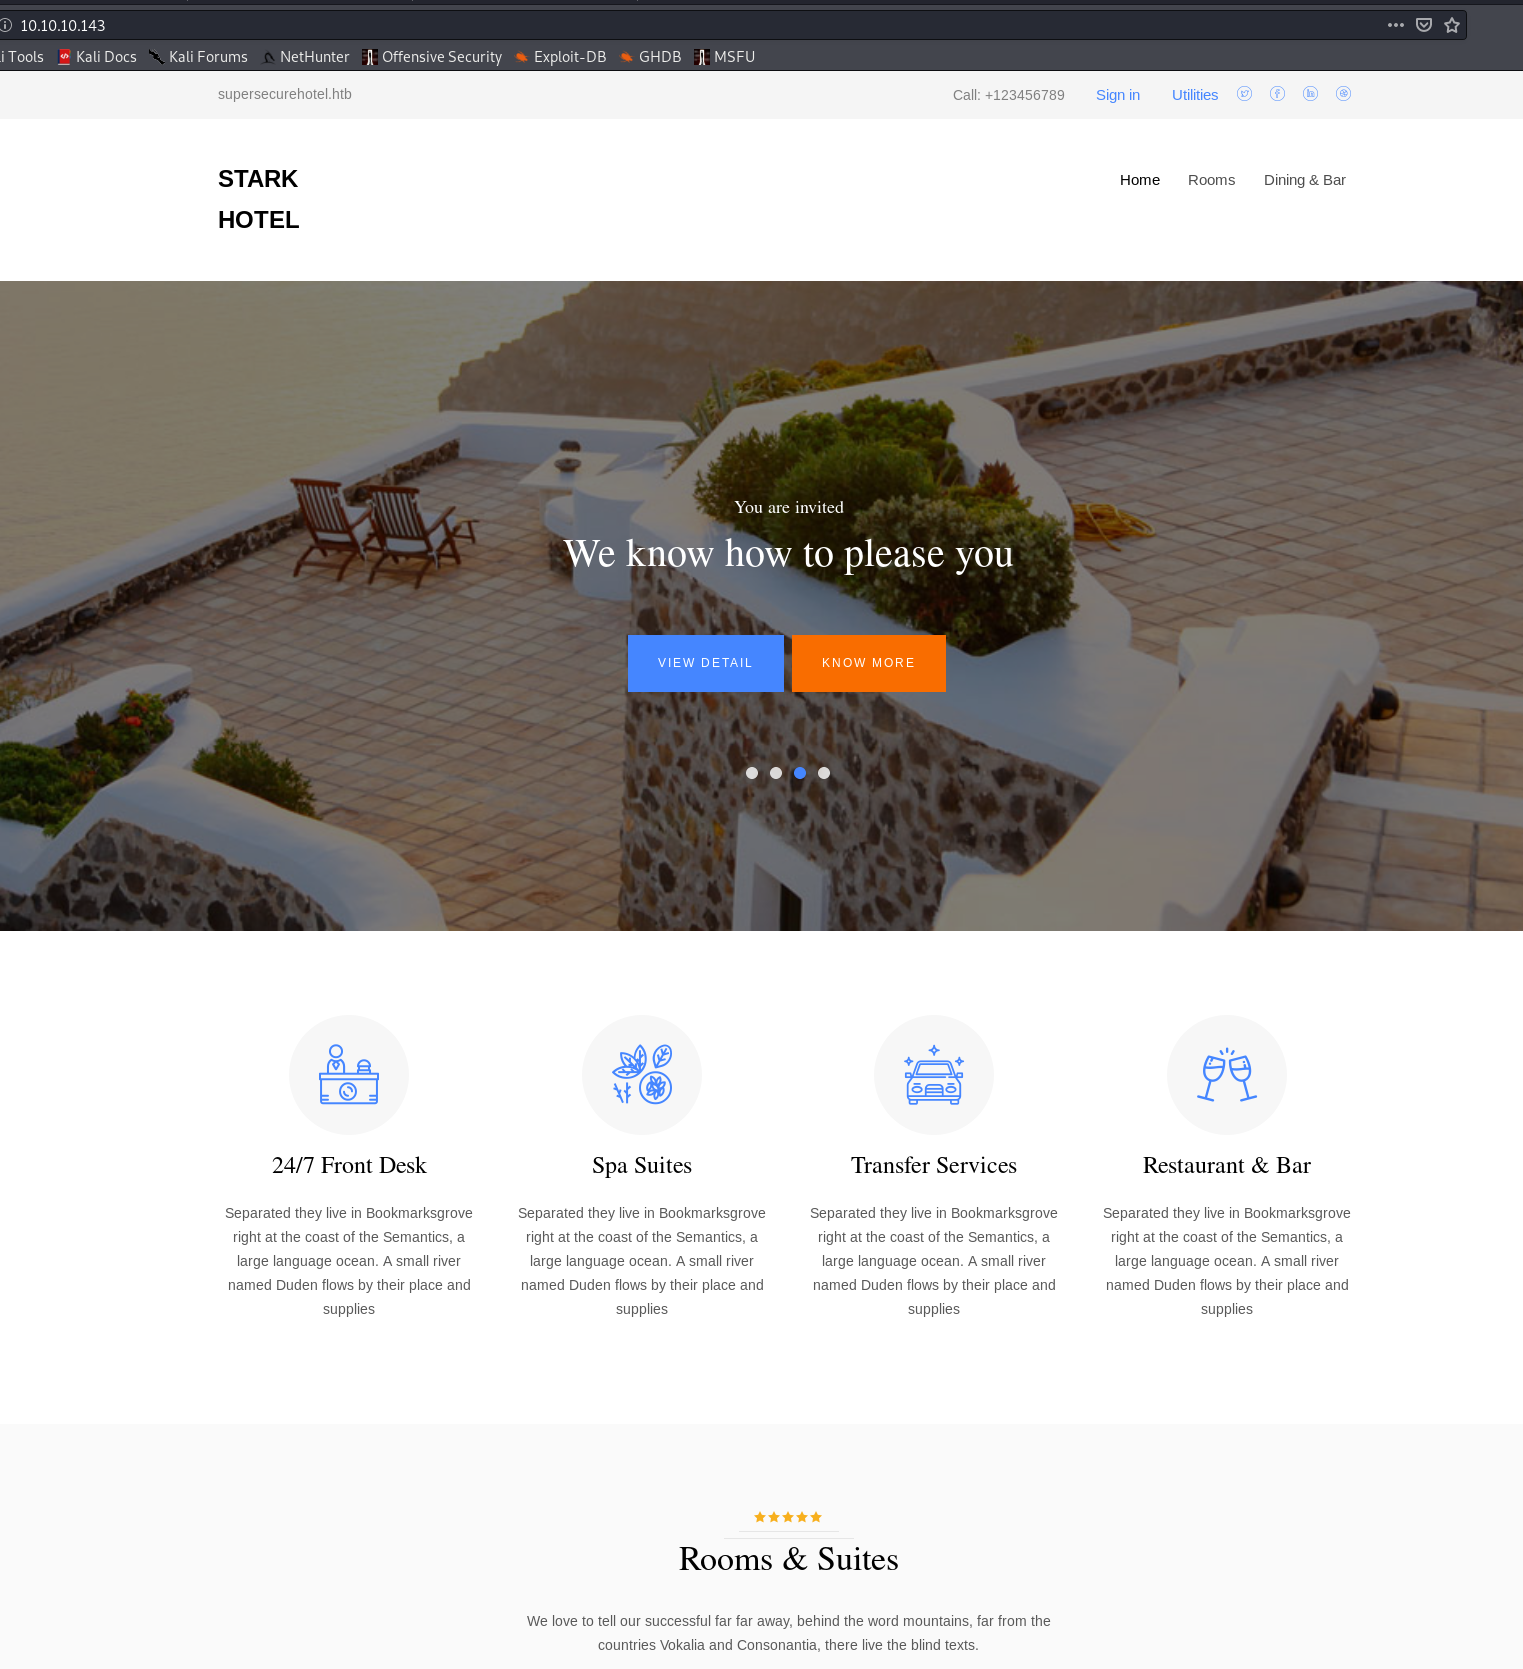 10.10.10.143
i Tools Kali Docs Kali Forums NetHunter Offensive Security Exploit-DB GHDB MSFU
supersecurehotel.htb Call: +123456789 Sign in Utilities
STARK
HOTEL
Home Rooms Dining & Bar
You are invited
We know how to please you
VIEW DETAIL KNOW MORE
24/7 Front Desk
Separated they live in Bookmarksgrove
right at the coast of the Semantics, a
large language ocean. A small river
named Duden flows by their place and
supplies
Spa Suites
Separated they live in Bookmarksgrove
right at the coast of the Semantics, a
large language ocean. A small river
named Duden flows by their place and
supplies
Transfer Services
Separated they live in Bookmarksgrove
right at the coast of the Semantics, a
large language ocean. A small river
named Duden flows by their place and
supplies
Restaurant & Bar
Separated they live in Bookmarksgrove
right at the coast of the Semantics, a
large language ocean. A small river
named Duden flows by their place and
supplies
Rooms & Suites
We love to tell our successful far far away, behind the word mountains, far from the
countries Vokalia and Consonantia, there live the blind texts.